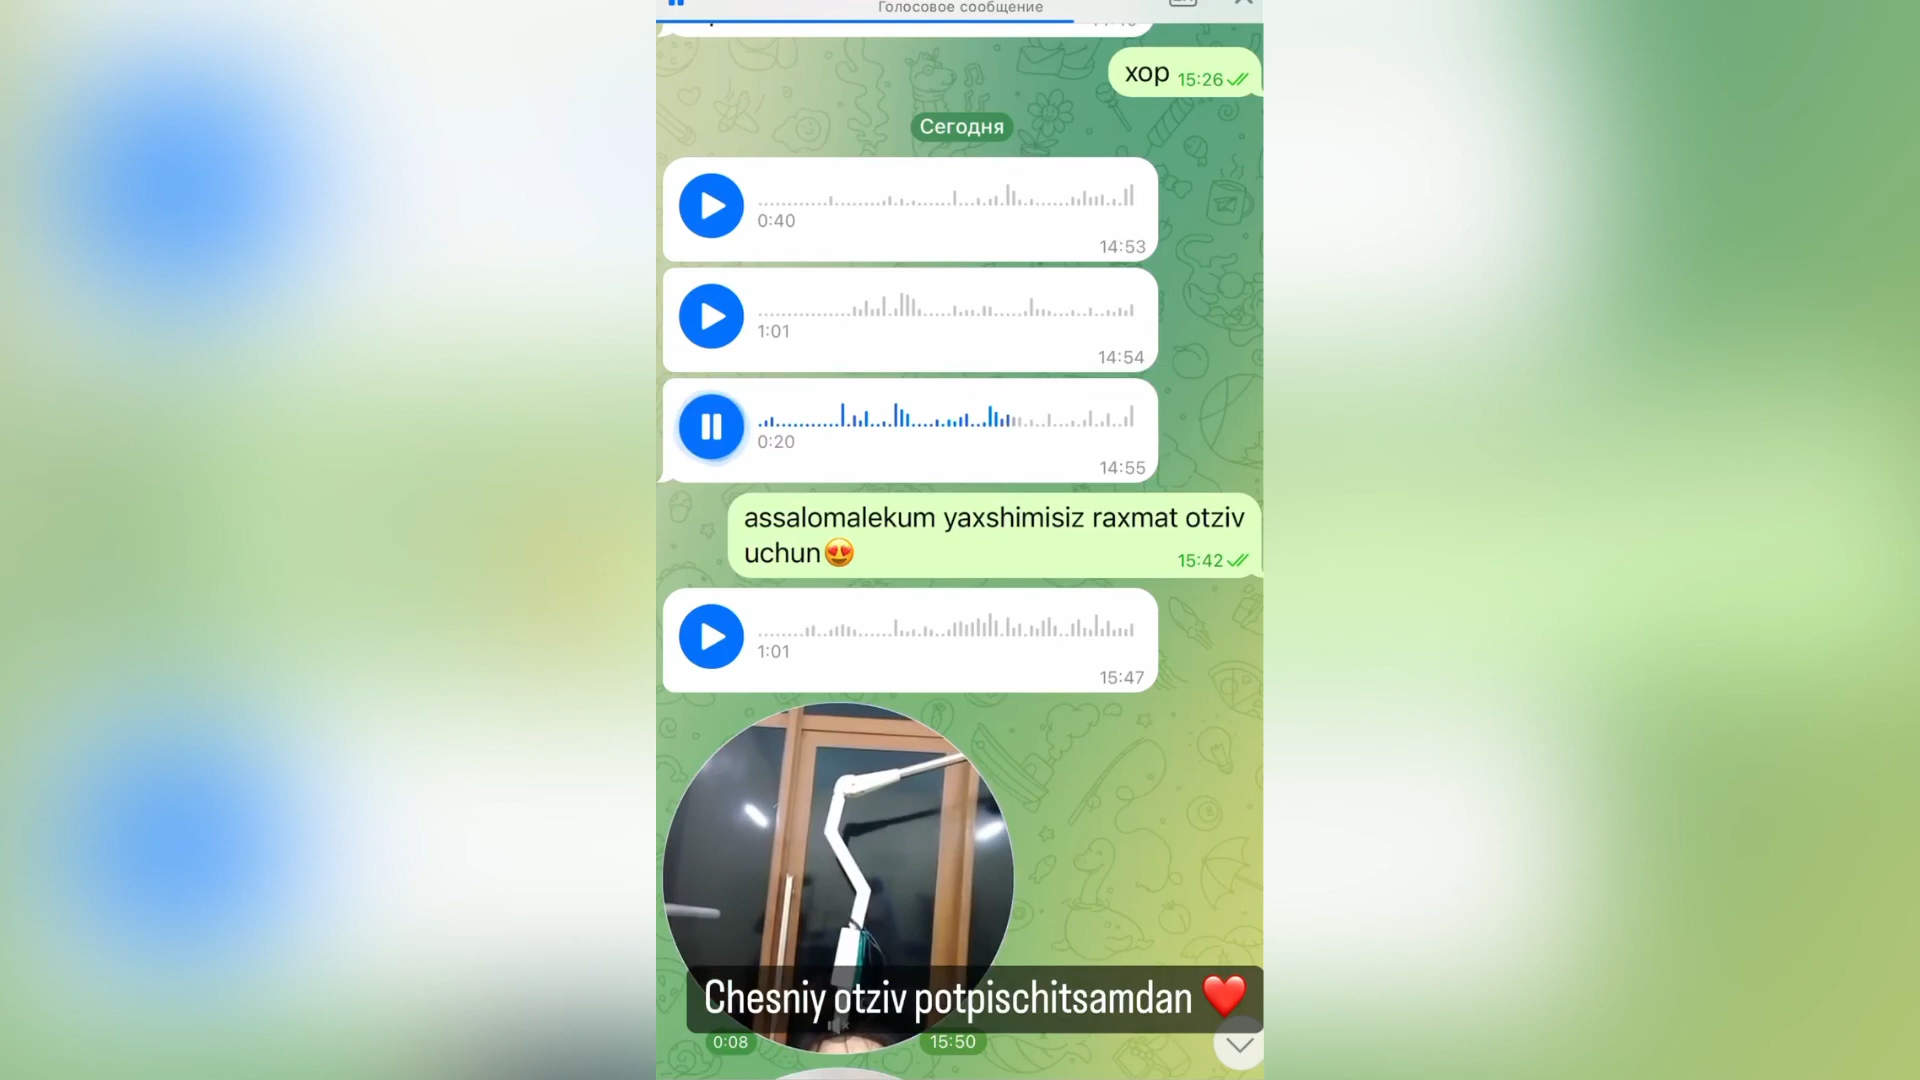 Голосовое сообщение
хор 15:26
Сегодня
0:40
14:53
1:01
14:54
0:20
14:55
assalomalekum yaxshimisiz raxmat otziv
uchun😍
15:42
1:01
15:47
Chesniy otziv potpischitsamdan ❤️
0:08
15:50